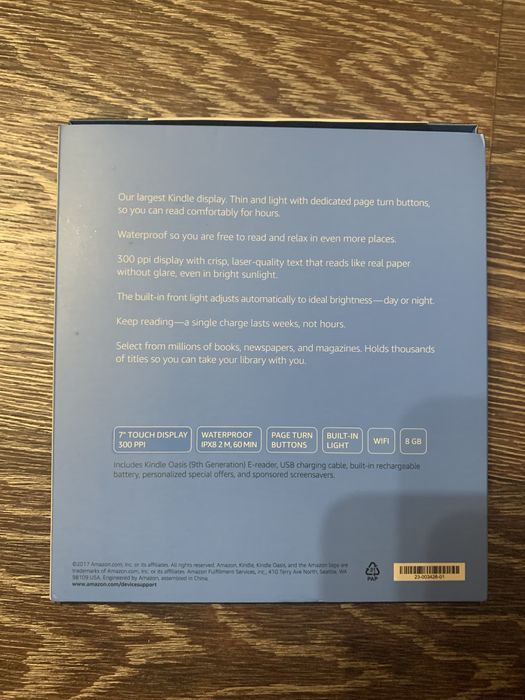 Our largest Kindle display. Thin and light with dedicated page turn buttons,
so you can read comfortably for hours.
Waterproof so you are free to read and relax in even more places.
300 ppi display with crisp, laser-quality text that reads like real paper
without glare, even in bright sunlight.
The built-in front light adjusts automatically to ideal brightness—day or night.
Keep reading—a single charge lasts weeks, not hours.
Select from millions of books, newspapers, and magazines. Holds thousands
of titles so you can take your library with you.
7" TOUCH DISPLAY
300 PPI
WATERPROOF
IPX8 2 M, 60 MIN
PAGE TURN
BUTTONS
BUILT-IN
LIGHT
WIFI
8 GB
Includes Kindle Oasis (9th Generation) E-reader, USB charging cable, built-in rechargeable
battery, personalized special offers, and sponsored screensavers.
©2017 Amazon.com, Inc. or its affiliates. All rights reserved. Amazon, Kindle, Kindle Oasis, and the Amazon logo are
trademarks of Amazon.com, Inc. or its affiliates. Amazon Fulfillment Services, Inc., 410 Terry Ave North, Seattle, WA
98109 USA. Engineered by Amazon, assembled in China.
www.amazon.com/devicesupport
21
PAP
23-003426-01